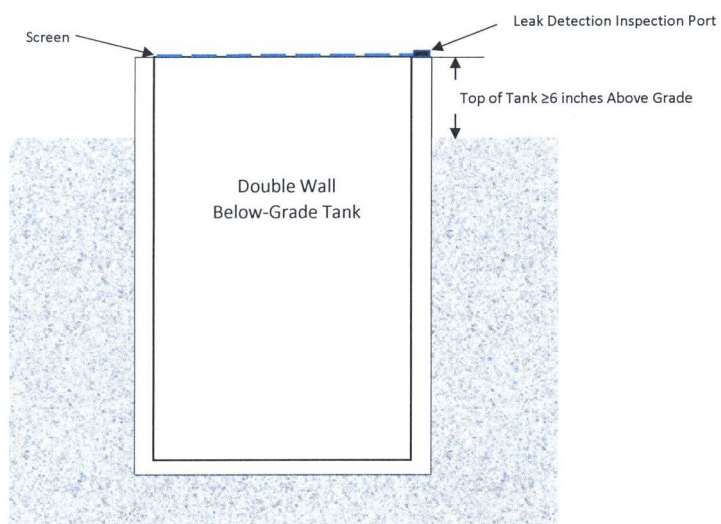 Leak Detection Inspection Port
Screen
Top of Tank ≥6 inches Above Grade
Double Wall
Below-Grade Tank